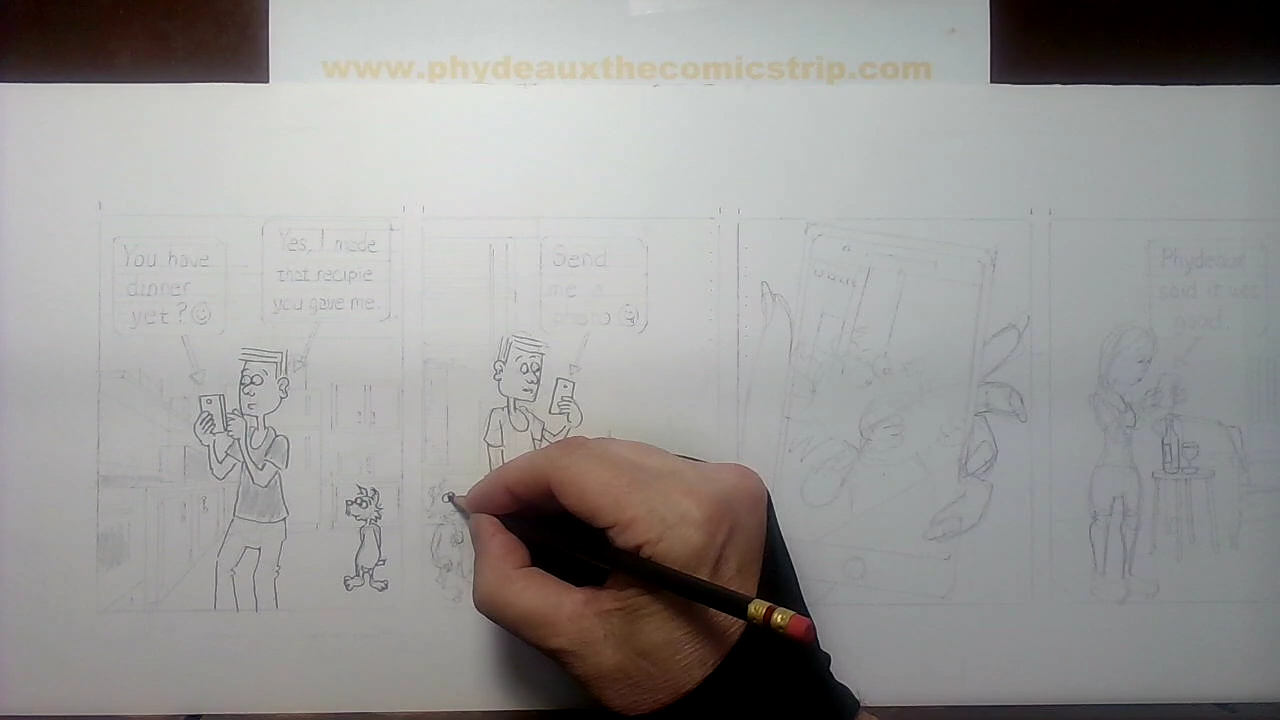 www.phydeauxthecomicstrip.com
You have
dinner
yet? ☺
Yes, I made
that recipie
you gave me.
Send
me a
photo
Phydeaux
said it was
good.